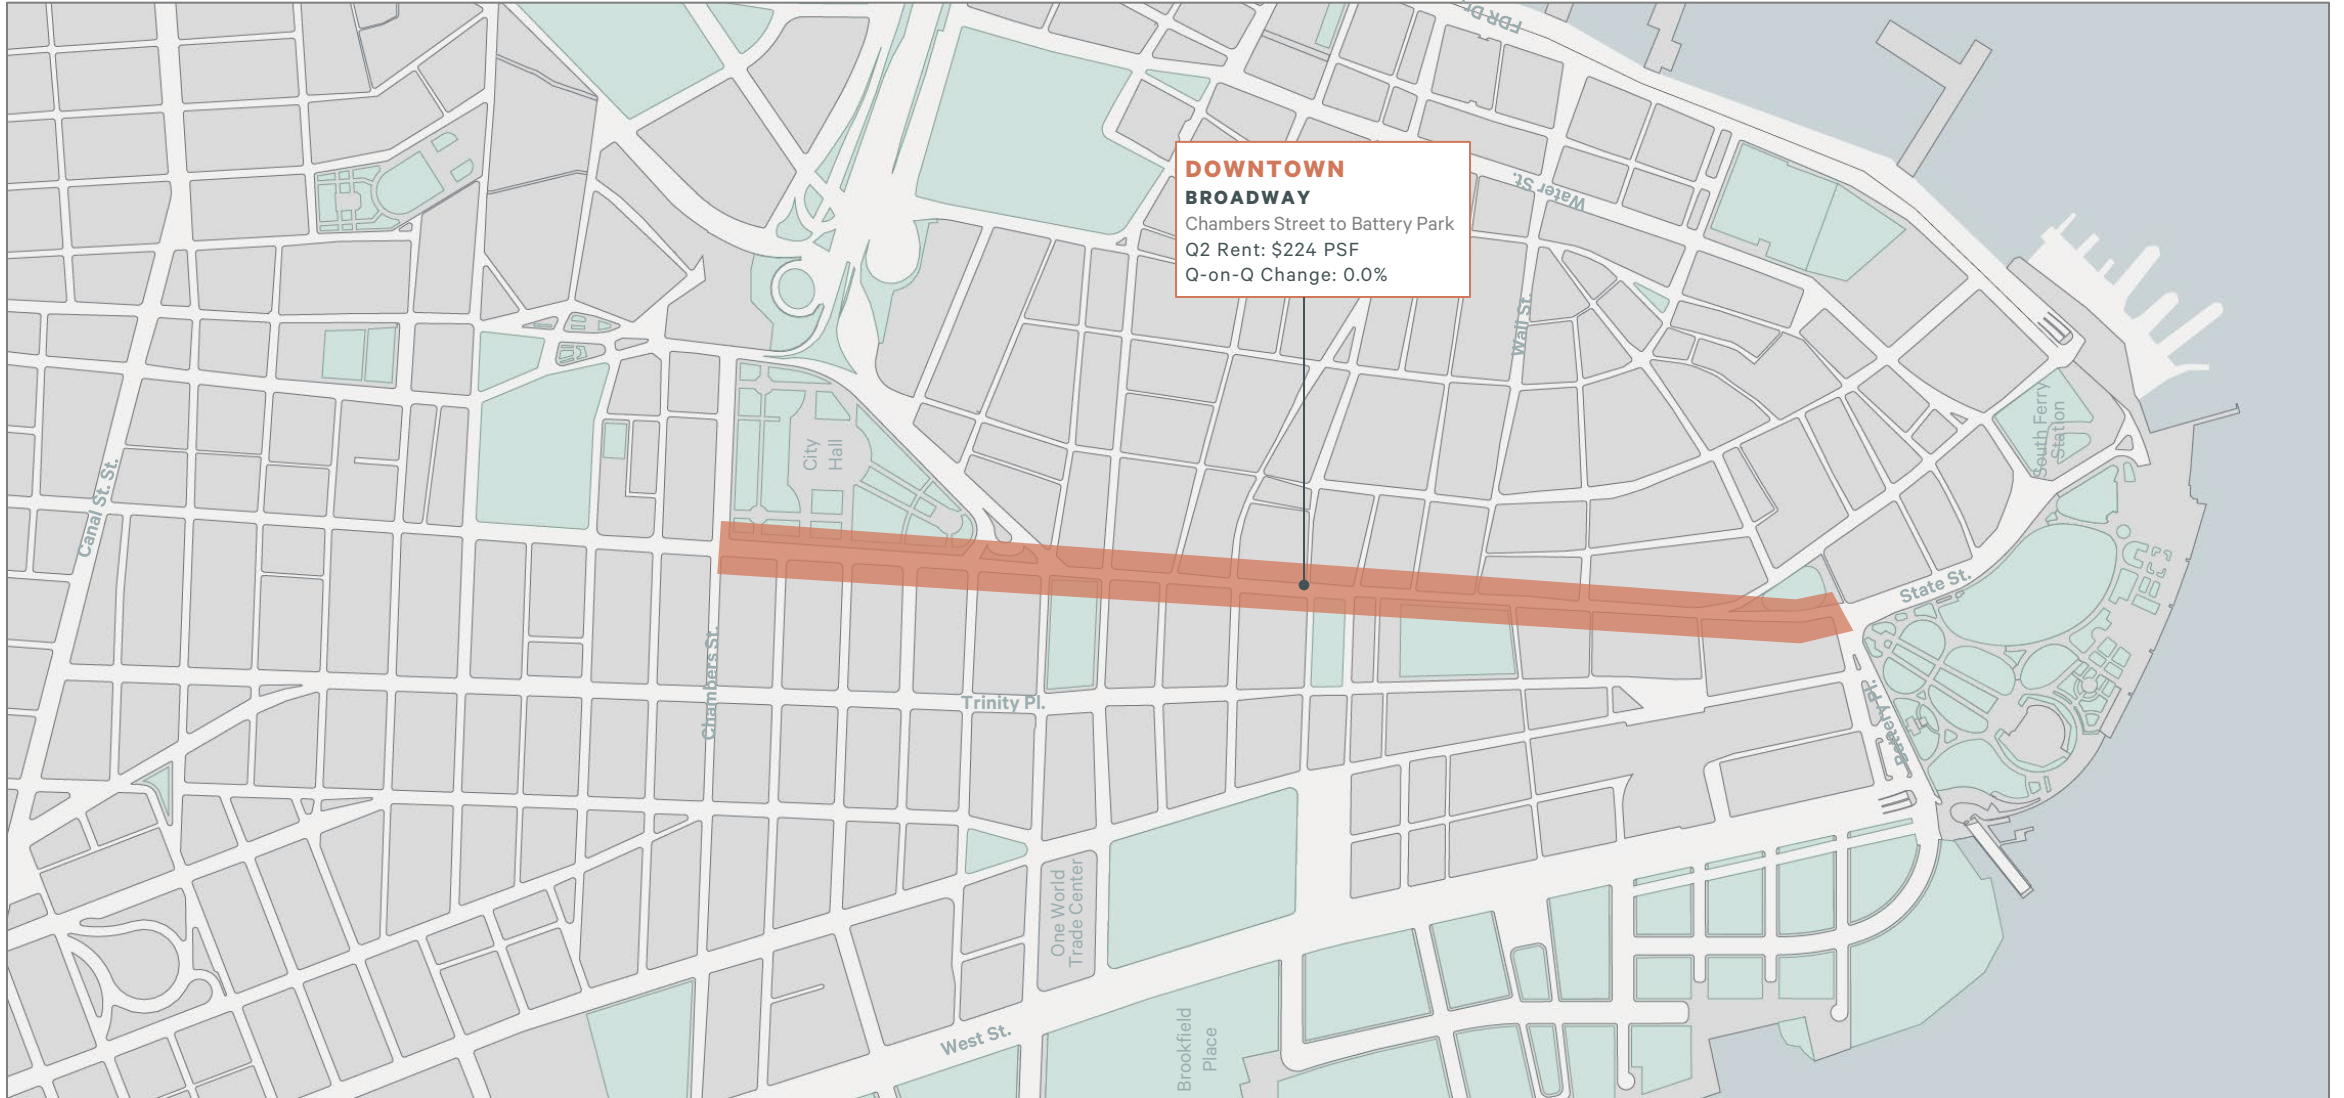 FDR Dr
DOWNTOWN
BROADWAY
Chambers Street to Battery Park
Q2 Rent: $224 PSF
Q-on-Q Change: 0.0%
Water St.
Wall St.
South Ferry
Station
City
Hall
Canal St. St.
State St.
Chambers St.
Trinity Pl.
Battery Pl.
One World
Trade Center
West St.
Brookfield
Place